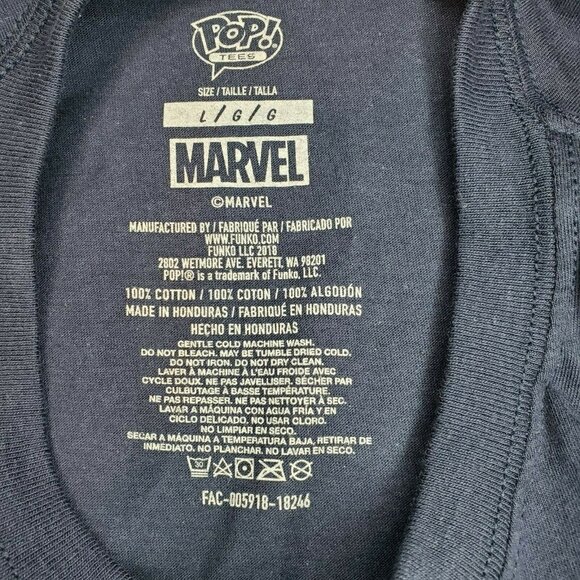 POP!
TEES
SIZE / TAILLE / TALLA
L / G / G
MARVEL
©MARVEL
MANUFACTURED BY / FABRIQUÉ PAR / FABRICADO POR
WWW.FUNKO.COM
FUNKO LLC 2018
2802 WETMORE AVE. EVERETT, WA 98201
POP!® is a trademark of Funko, LLC.
100% COTTON / 100% COTON / 100% ALGODÓN
MADE IN HONDURAS / FABRIQUÉ EN HONDURAS
HECHO EN HONDURAS
GENTLE COLD MACHINE WASH.
DO NOT BLEACH. MAY BE TUMBLE DRIED COLD.
DO NOT IRON. DO NOT DRY CLEAN.
LAVER À MACHINE À L'EAU FROIDE AVEC
CYCLE DOUX. NE PAS JAVELLISER. SÉCHER PAR
CULBUTAGE À BASSE TEMPÉRATURE.
NE PAS REPASSER. NE PAS NETTOYER À SEC.
LAVAR A MÁQUINA CON AGUA FRÍA Y EN
CICLO DELICADO. NO USAR CLORO.
NO LIMPIAR EN SECO.
SECAR A MÁQUINA A TEMPERATURA BAJA, RETIRAR DE
INMEDIATO. NO PLANCHAR. NO LAVAR EN SECO.
30
FAC-005918-18246